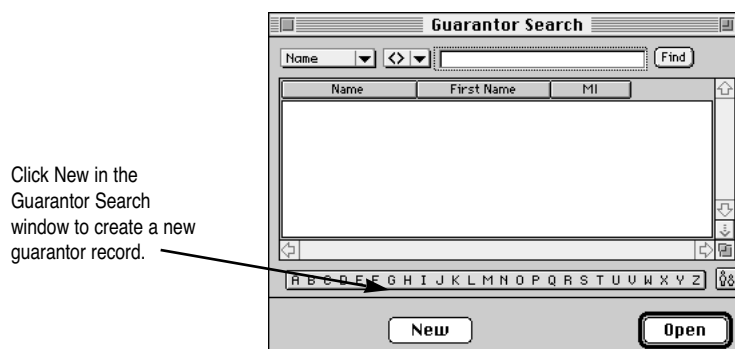 Guarantor Search
Name <> Find
Name First Name MI
Click New in the
Guarantor Search
window to create a new
guarantor record.
A B C D E F G H I J K L M N O P Q R S T U V W X Y Z
New Open